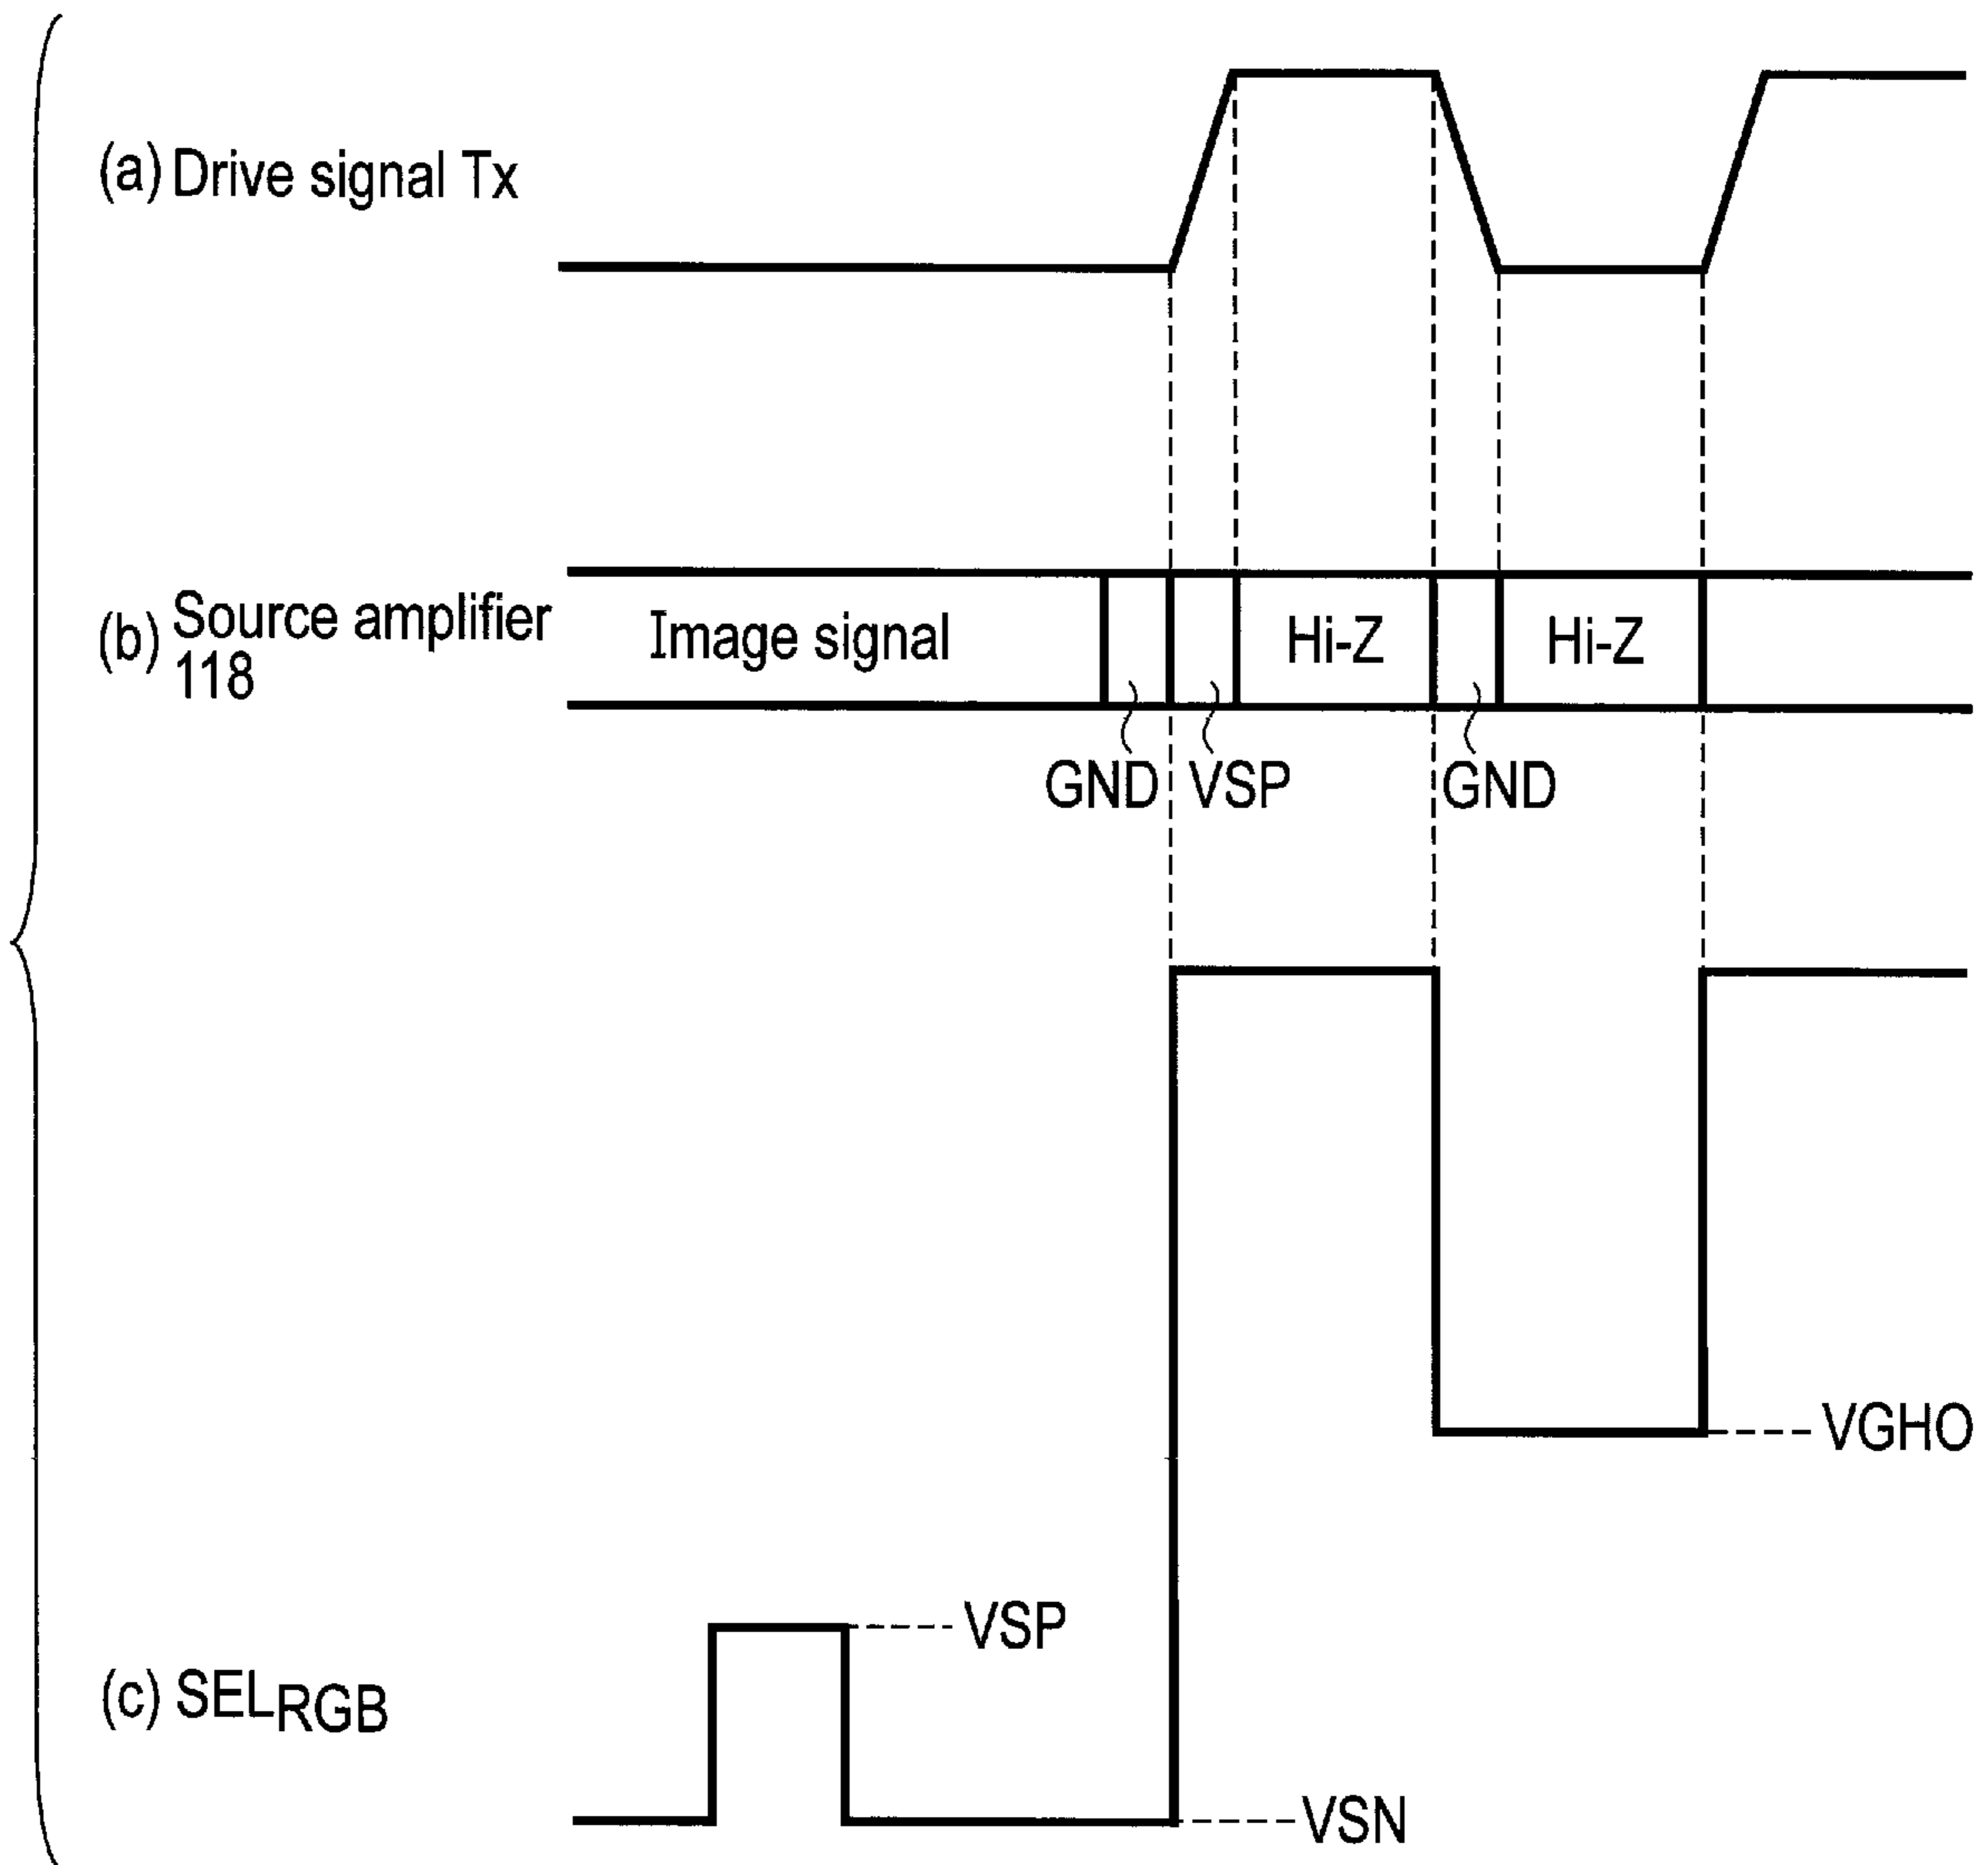 (a) Drive signal Tx
(b) Source amplifier
118
Image signal
Hi-Z
Hi-Z
GND
VSP
GND
VGHO
VSP
(c) SELRGB
VSN